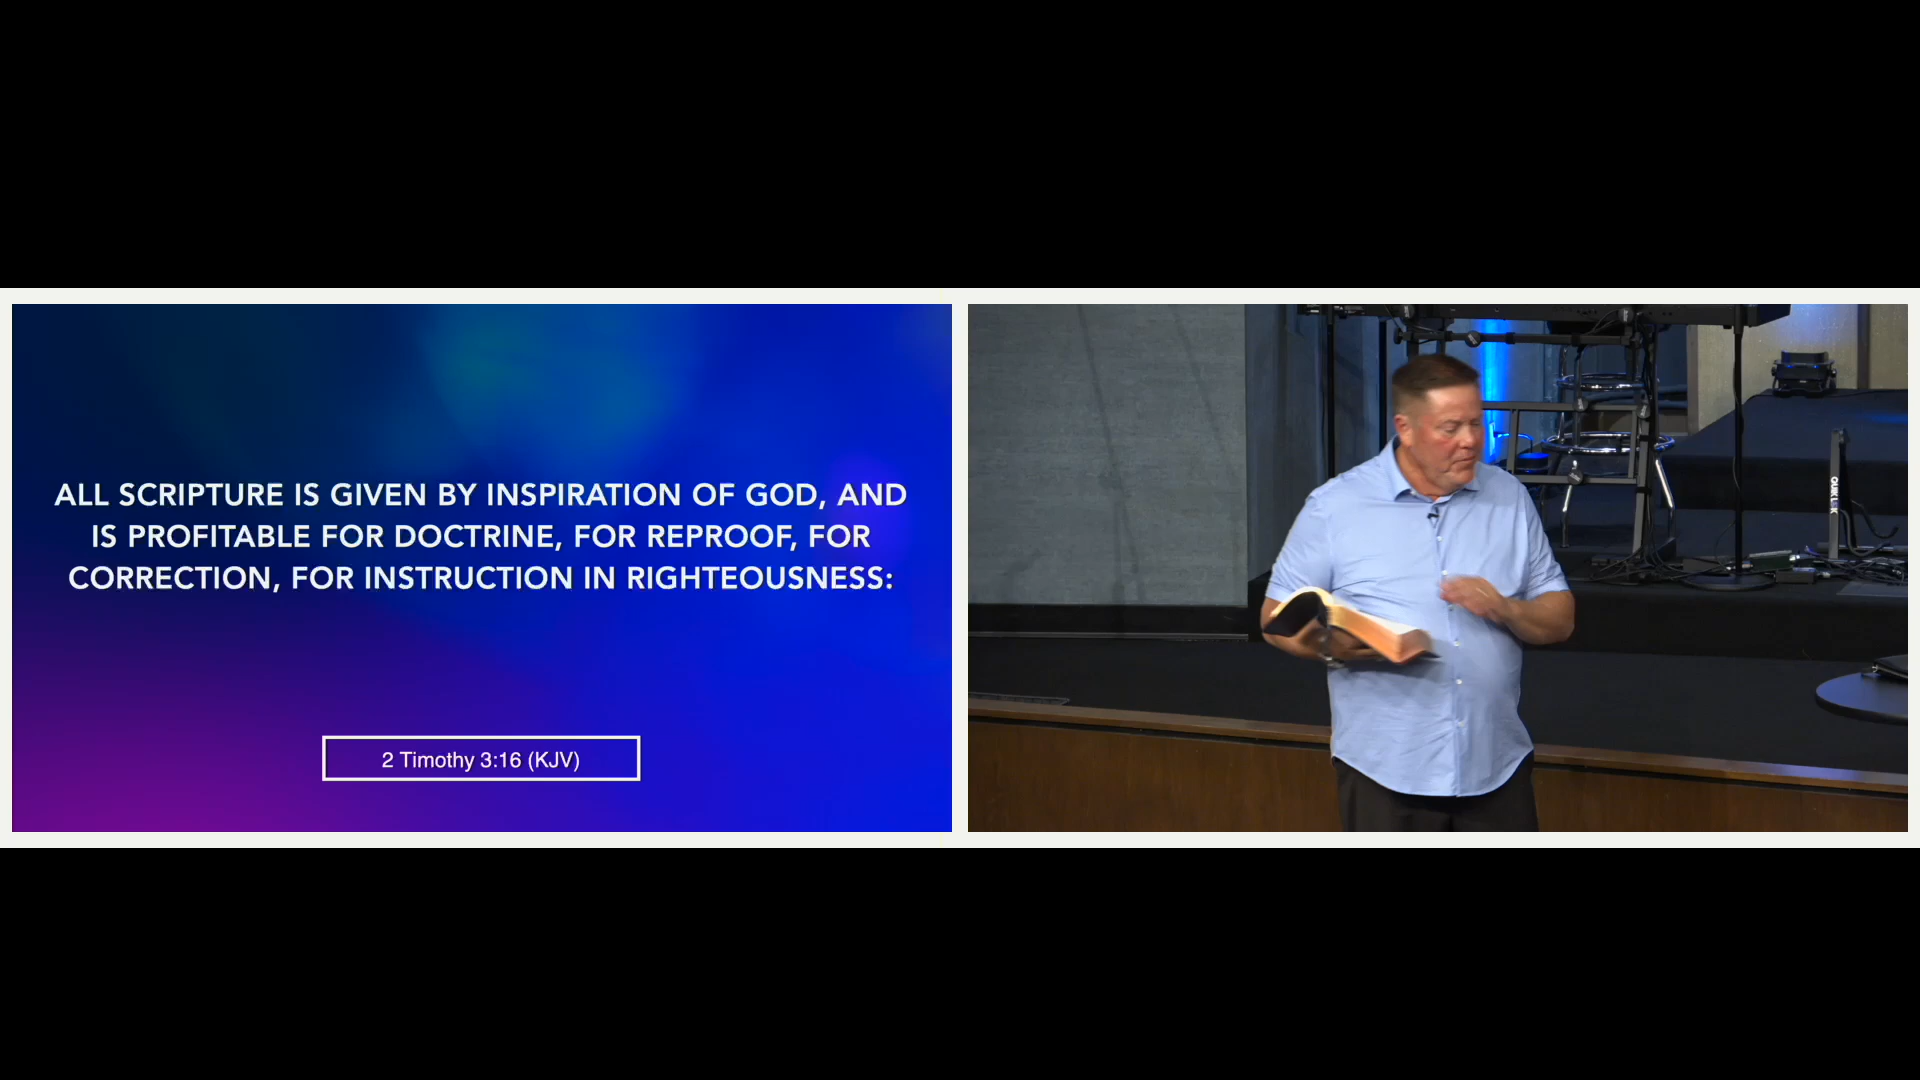 ALL SCRIPTURE IS GIVEN BY INSPIRATION OF GOD, AND
IS PROFITABLE FOR DOCTRINE, FOR REPROOF, FOR
CORRECTION, FOR INSTRUCTION IN RIGHTEOUSNESS:
2 Timothy 3:16 (KJV)